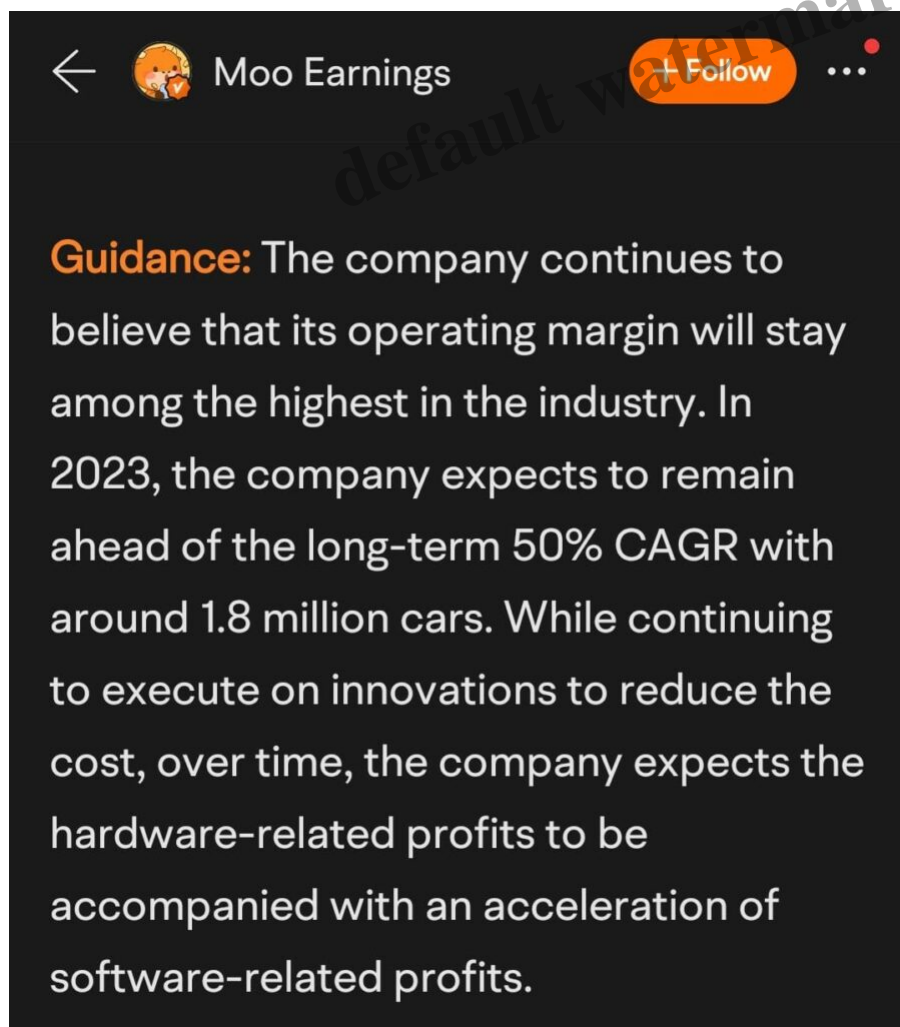 default watermar
Moo Earnings
+ Follow
Guidance: The company continues to
believe that its operating margin will stay
among the highest in the industry. In
2023, the company expects to remain
ahead of the long-term 50% CAGR with
around 1.8 million cars. While continuing
to execute on innovations to reduce the
cost, over time, the company expects the
hardware-related profits to be
accompanied with an acceleration of
software-related profits.